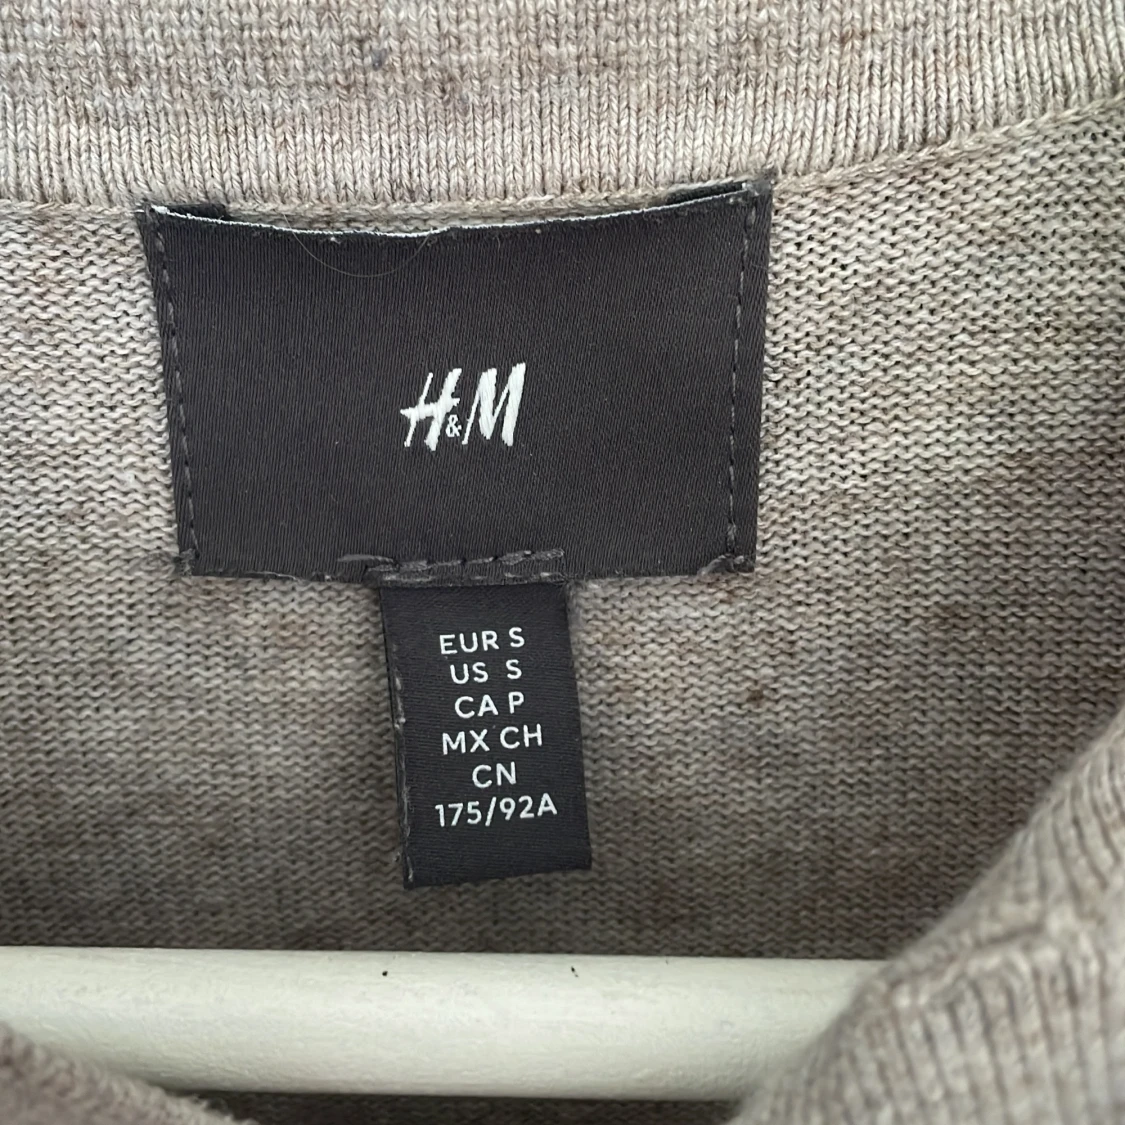 H&M
EUR S
US S
CA P
MX CH
CN
175/92A